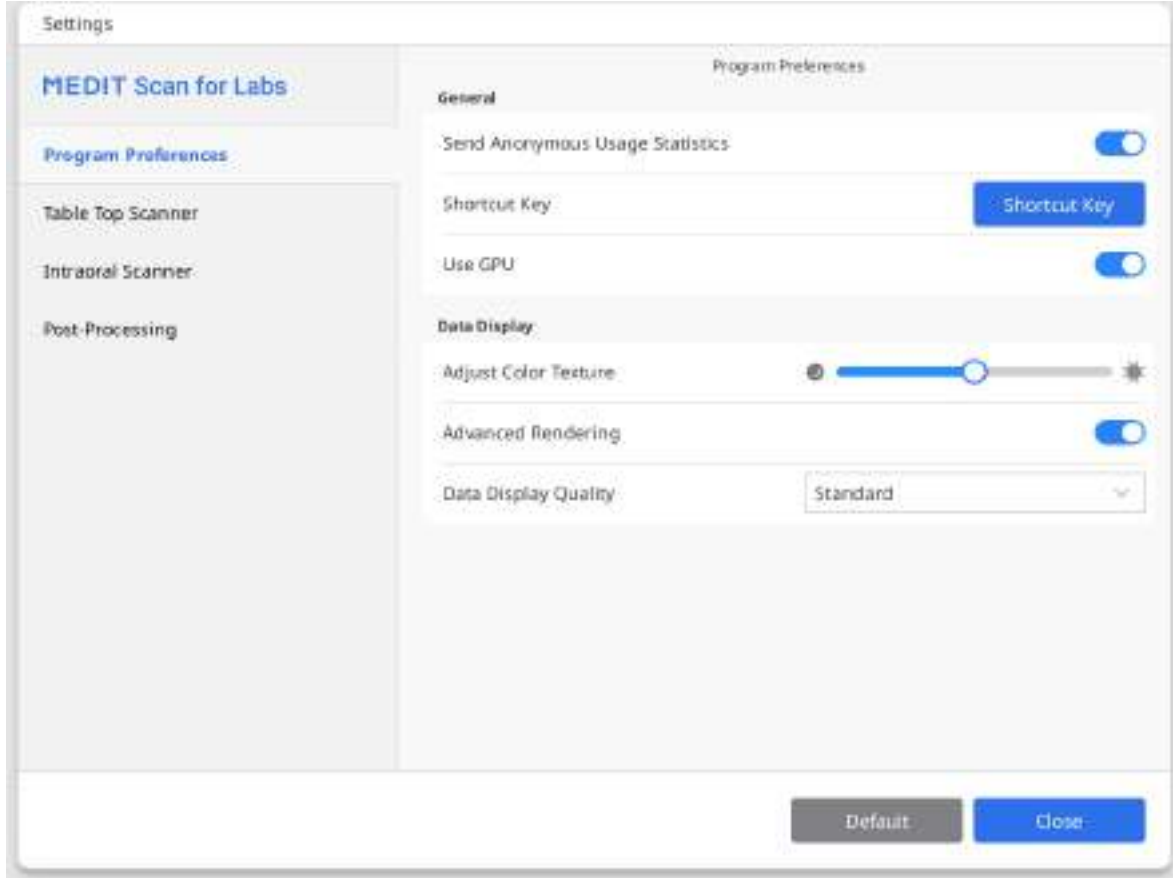 Settings
MEDIT Scan for Labs
Program Preferences
Table Top Scanner
Intraoral Scanner
Post-Processing
Program Preferences
General
Send Anonymous Usage Statistics
Shortcut Key
Shortcut Key
Use GPU
Data Display
Adjust Color Texture
Advanced Rendering
Data Display Quality
Standard
Default
Close